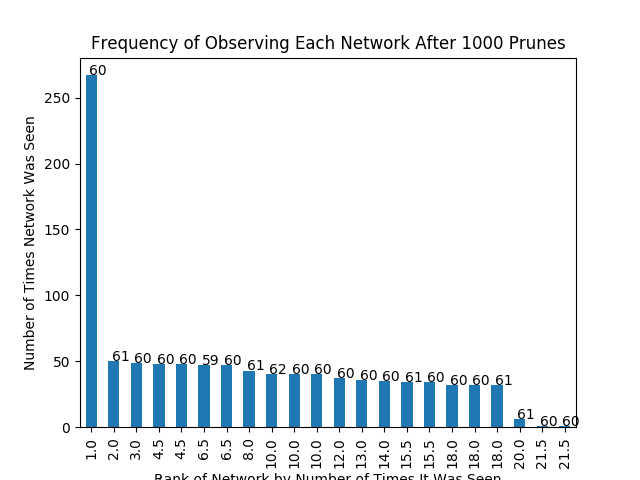 Frequency of Observing Each Network After 1000 Prunes
Number of Times Network Was Seen
250
200
150
100
50
0
60 61 60 60 60 59 60 61 62 60 60 60 60 60 61 60 60 60 61 61 60 60
1.0 2.0 3.0 4.5 4.5 6.5 6.5 8.0 10.0 10.0 10.0 12.0 13.0 14.0 15.5 15.5 18.0 18.0 18.0 20.0 21.5 21.5
Rank of Network by Number of Times It Was Seen